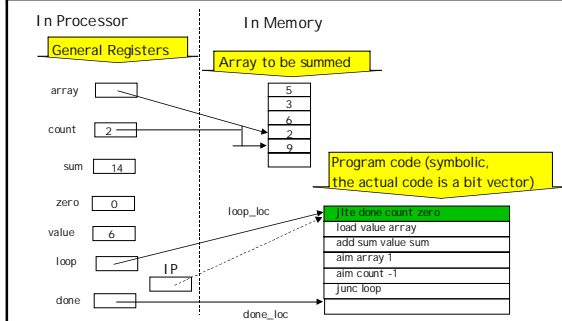 In Processor
In Memory
General Registers
Array to be summed
array
count
2
sum
14
zero
0
value
6
loop
IP
done
5
3
6
2
9
Program code (symbolic,
the actual code is a bit vector)
loop_loc
jlte done count zero
load value array
add sum value sum
aim array 1
aim count -1
junc loop
done_loc